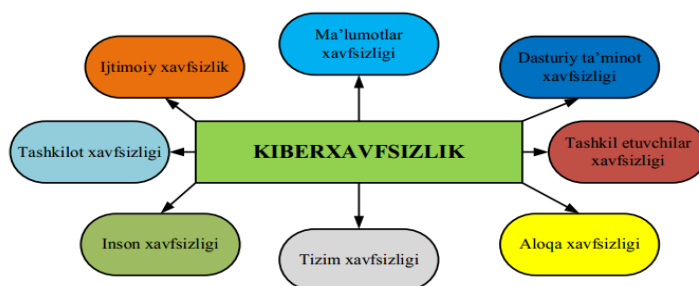 Ma’lumotlar
xavfsizligi
Ijtimoiy xavfsizlik
Dasturiy ta’minot
xavfsizligi
Tashkilot xavfsizligi
KIBERXAVFSIZLIK
Tashkil etuvchilar
xavfsizligi
Inson xavfsizligi
Tizim xavfsizligi
Aloqa xavfsizligi